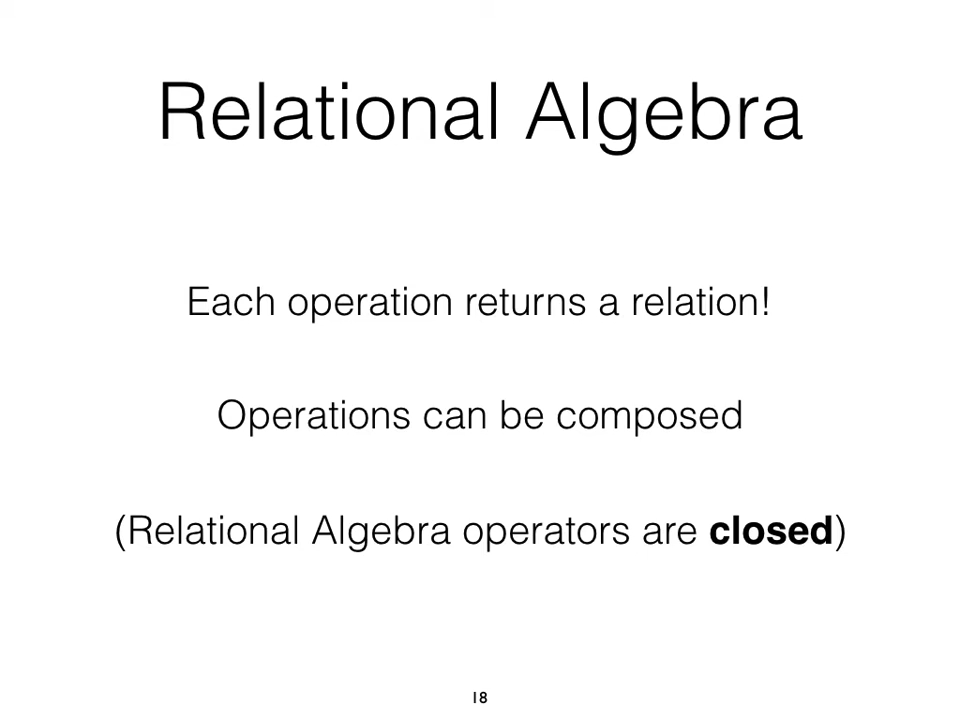 Relational Algebra
Each operation returns a relation!
Operations can be composed
(Relational Algebra operators are closed)
18